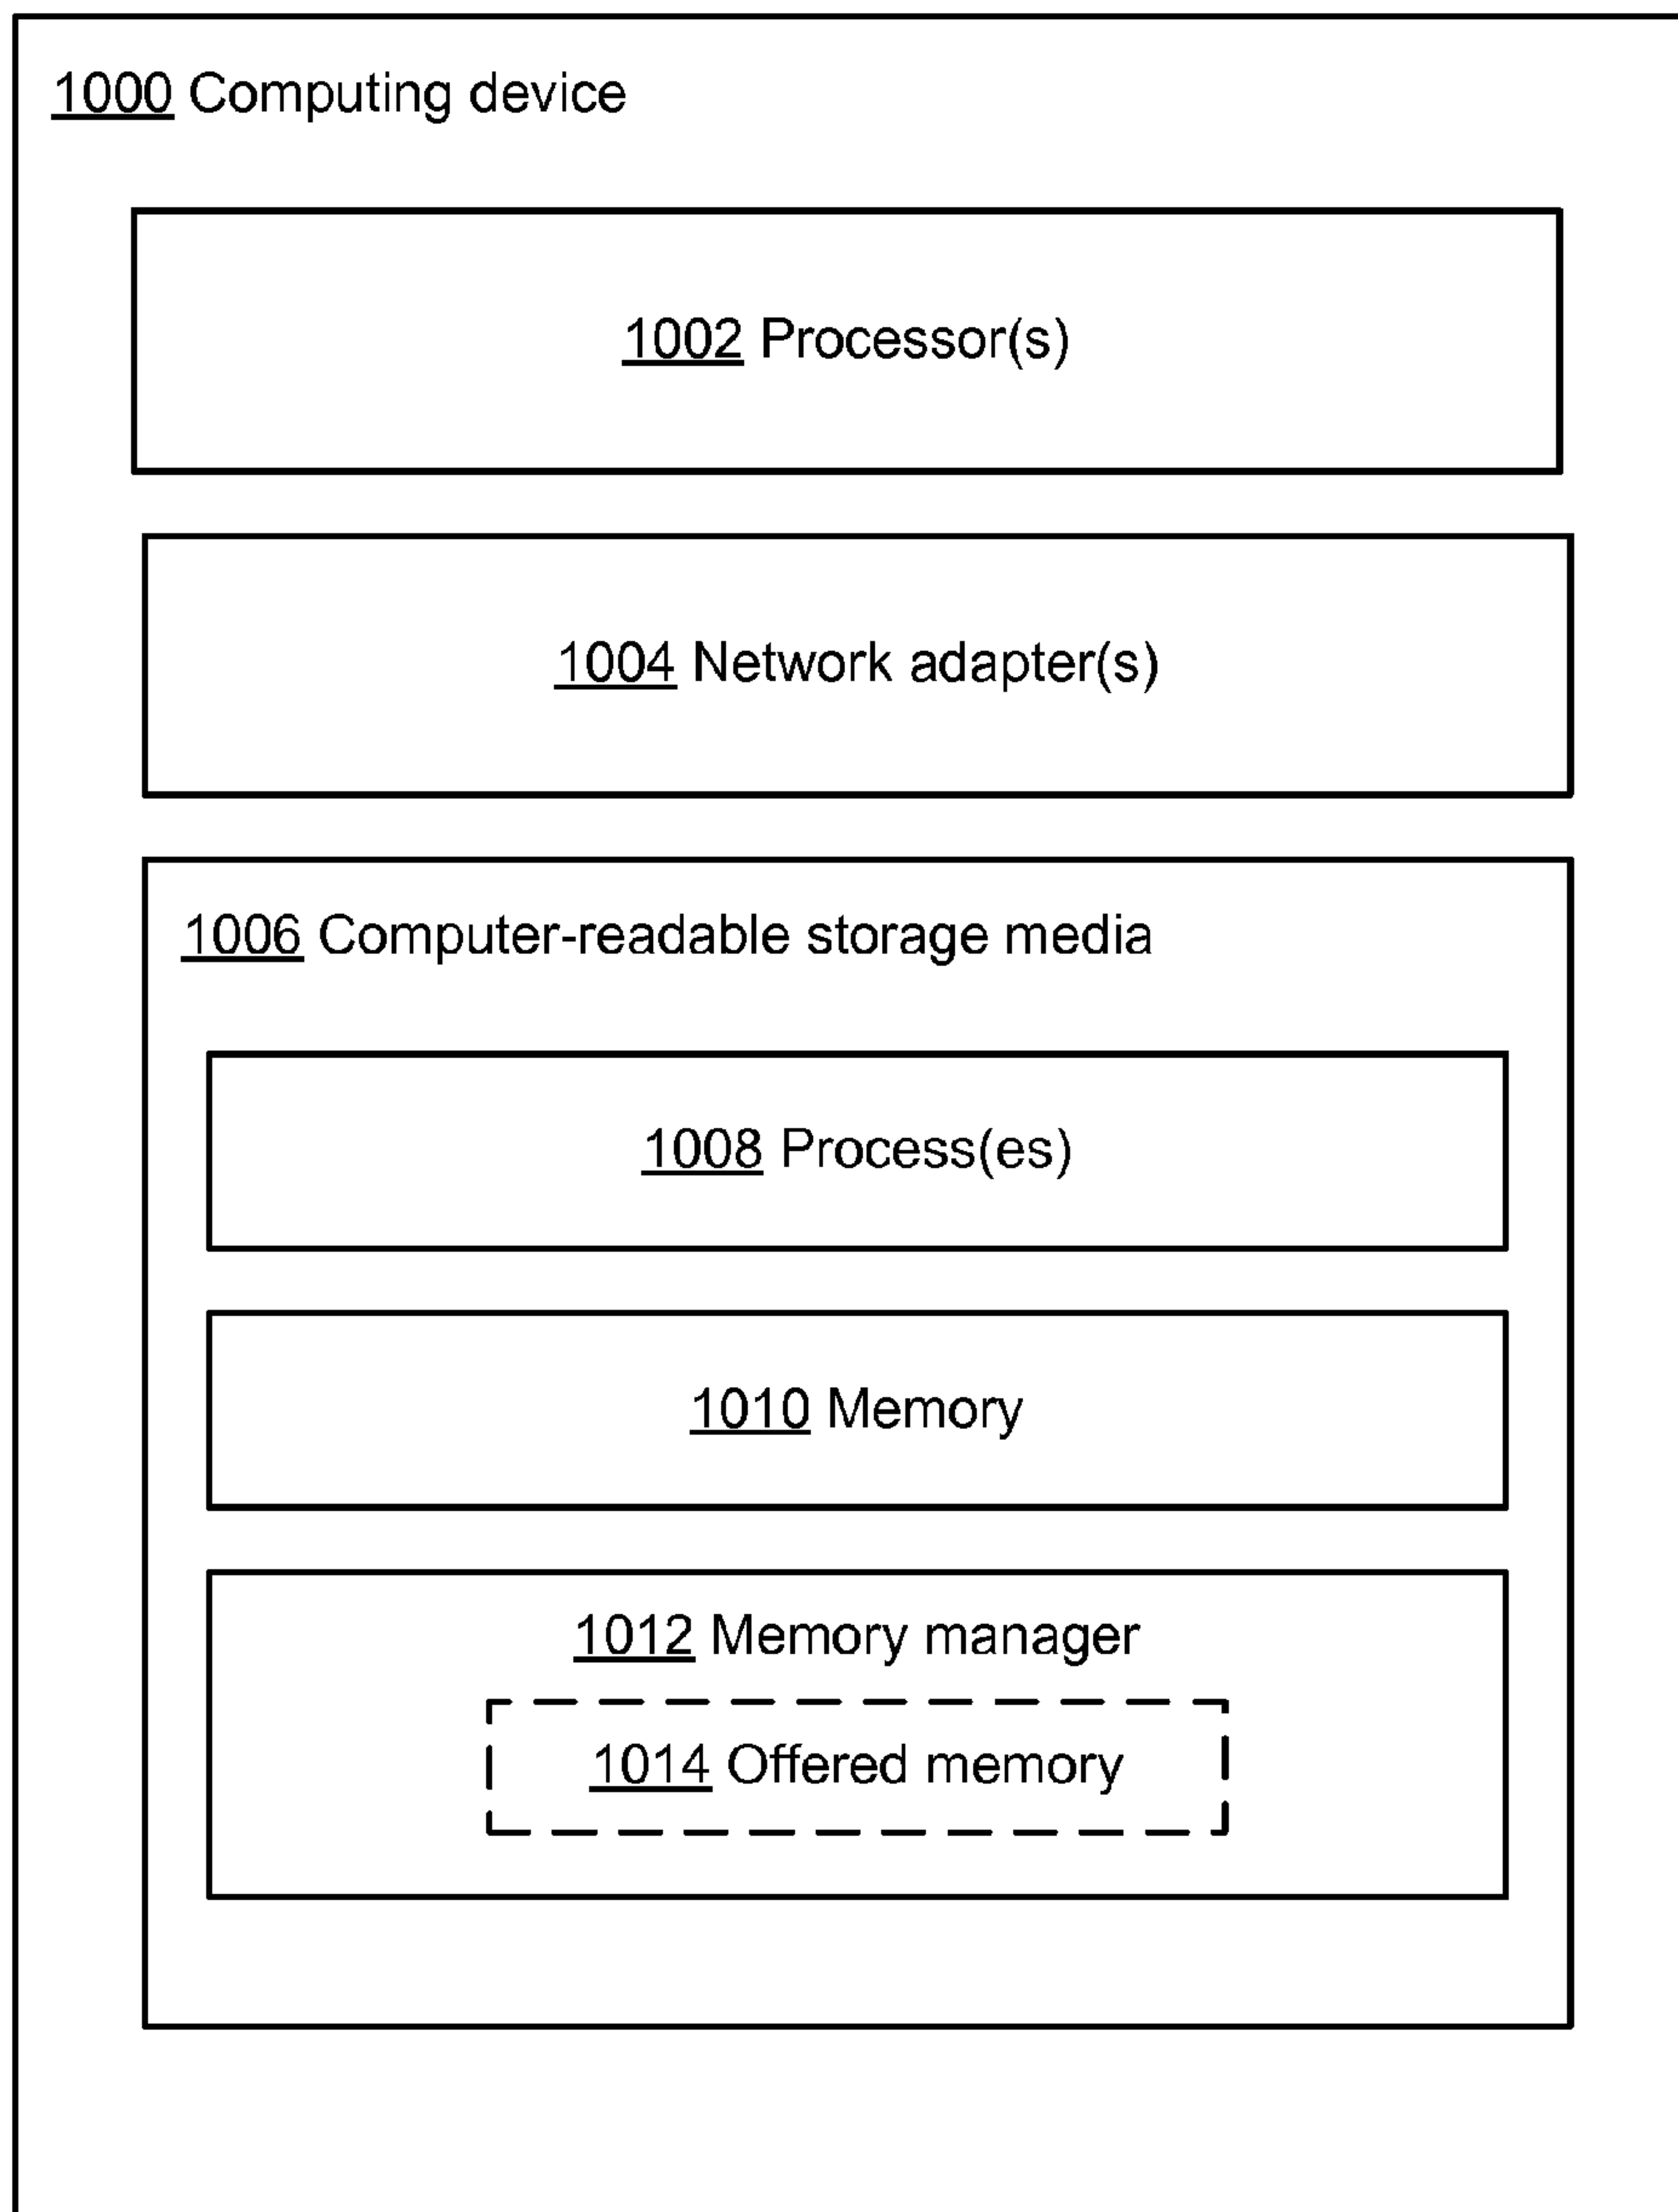 1000 Computing device
1002 Processor(s)
1004 Network adapter(s)
1006 Computer-readable storage media
1008 Process(es)
1010 Memory
1012 Memory manager
1014 Offered memory